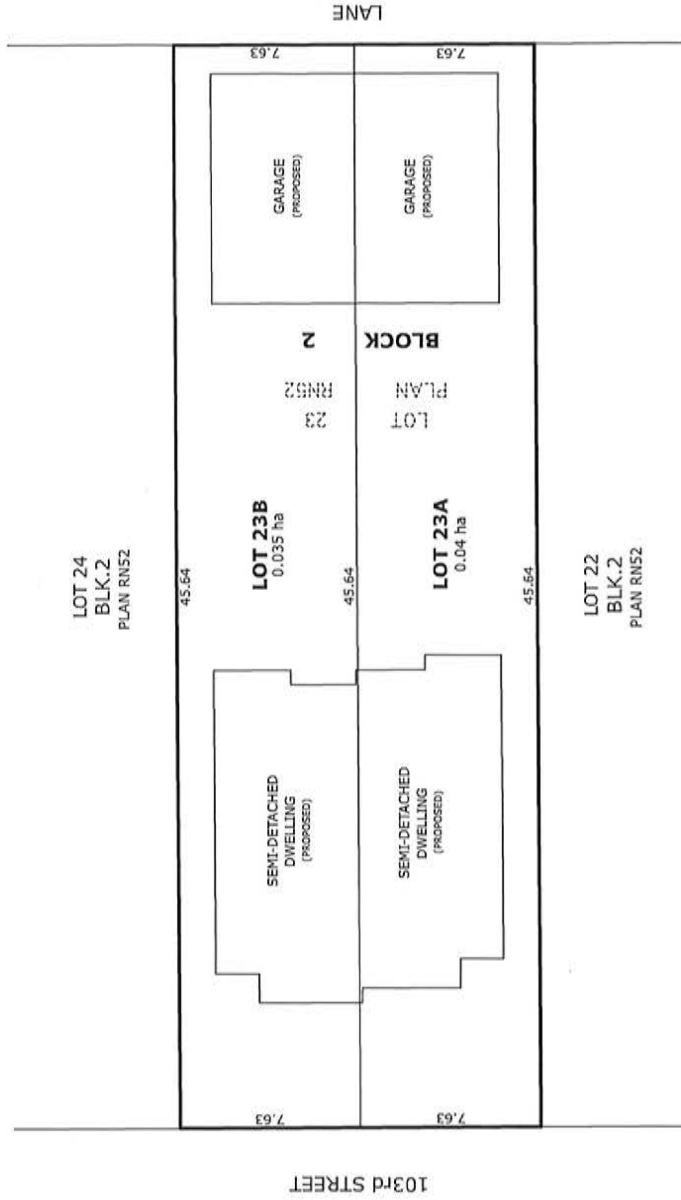 LANE
7.63
7.63
GARAGE
(PROPOSED)
GARAGE
(PROPOSED)
BLOCK 2
PLAN RN52
LOT 23
LOT 24
BLK.2
PLAN RN52
45.64
LOT 23B
0.035 ha
45.64
LOT 23A
0.04 ha
45.64
LOT 22
BLK.2
PLAN RN52
SEMI-DETACHED
DWELLING
(PROPOSED)
SEMI-DETACHED
DWELLING
(PROPOSED)
7.63
7.63
103rd STREET